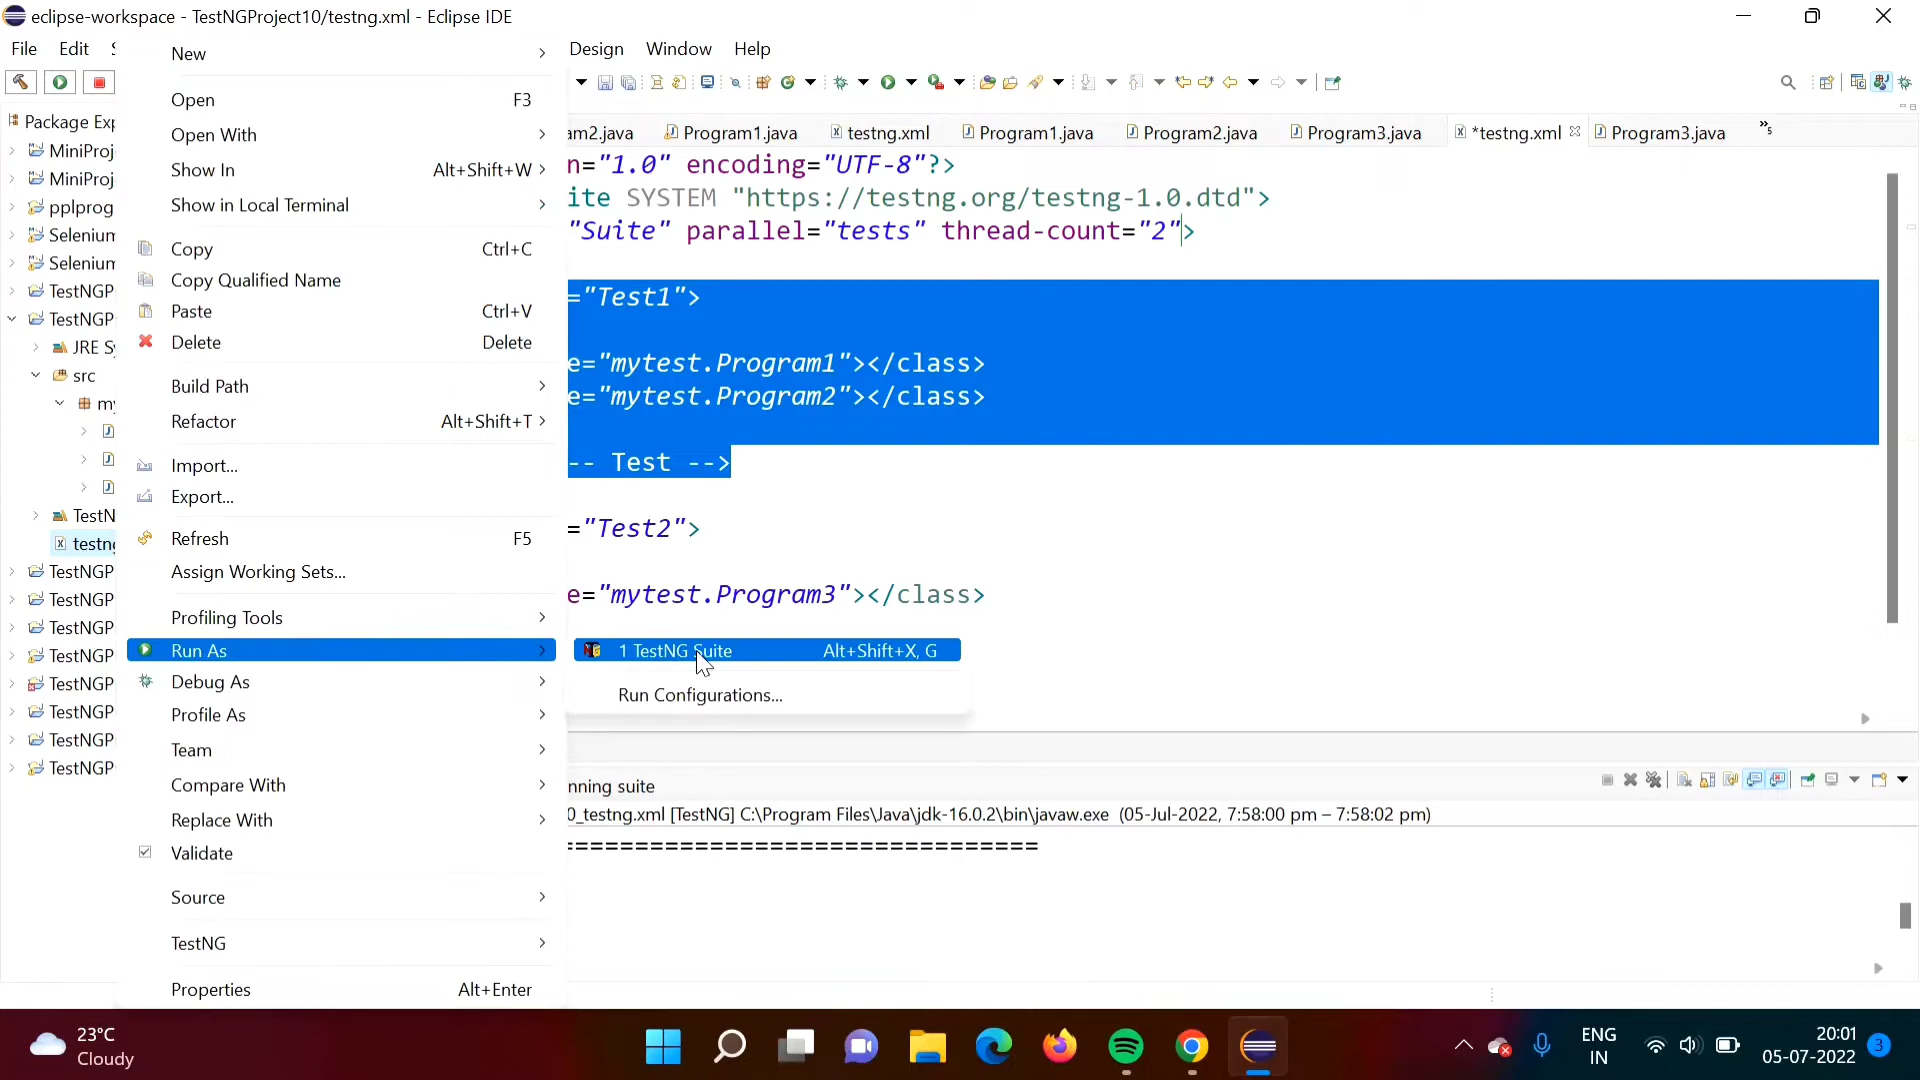 eclipse-workspace - TestNGProject10/testng.xml - Eclipse IDE
File Edit Design Window Help
Package Exp
MiniProj
MiniProj
pplprog
Selenium
Selenium
TestNGP
TestNGP
JRE Sy
src
my
TestN
testng
TestNGP
TestNGP
TestNGP
TestNGP
TestNGP
TestNGP
TestNGP
TestNGP
New
Open F3
Open With
Show In Alt+Shift+W
Show in Local Terminal
Copy Ctrl+C
Copy Qualified Name
Paste Ctrl+V
Delete Delete
Build Path
Refactor Alt+Shift+T
Import...
Export...
Refresh F5
Assign Working Sets...
Profiling Tools
Run As
Debug As
Profile As
Team
Compare With
Replace With
Validate
Source
TestNG
Properties Alt+Enter
1 TestNG Suite Alt+Shift+X, G
Run Configurations...
am2.java Program1.java testng.xml Program1.java Program2.java Program3.java *testng.xml Program3.java »5
n="1.0" encoding="UTF-8"?>
ite SYSTEM "https://testng.org/testng-1.0.dtd">
"Suite" parallel="tests" thread-count="2">
="Test1">
e="mytest.Program1"></class>
e="mytest.Program2"></class>
-- Test -->
="Test2">
e="mytest.Program3"></class>
nning suite
0_testng.xml [TestNG] C:\Program Files\Java\jdk-16.0.2\bin\javaw.exe (05-Jul-2022, 7:58:00 pm – 7:58:02 pm)
================================
23°C
Cloudy
ENG
IN
20:01
05-07-2022
3